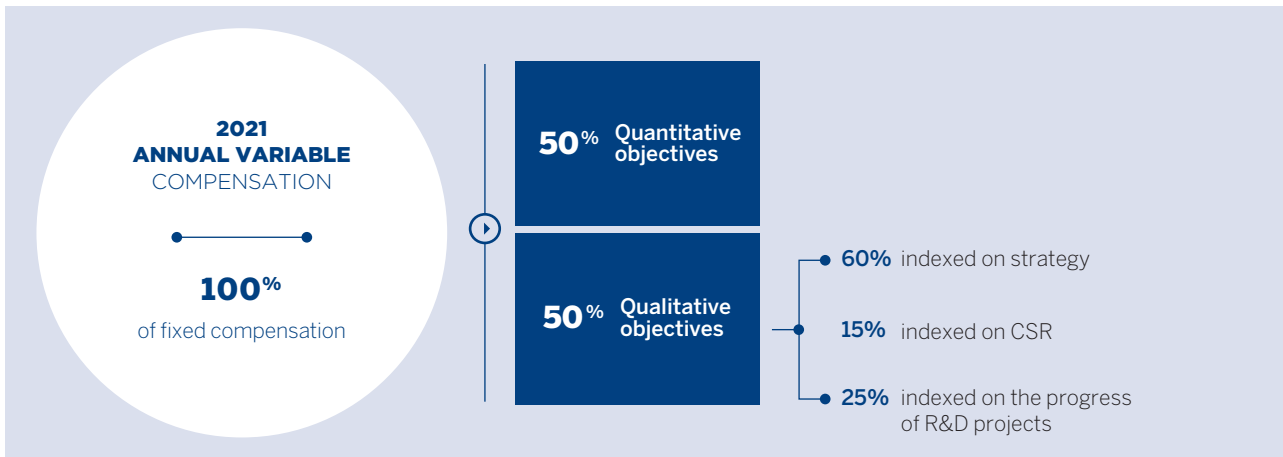 2021
ANNUAL VARIABLE
COMPENSATION
100%
of fixed compensation
50% Quantitative
objectives
50% Qualitative
objectives
60% indexed on strategy
15% indexed on CSR
25% indexed on the progress
of R&D projects